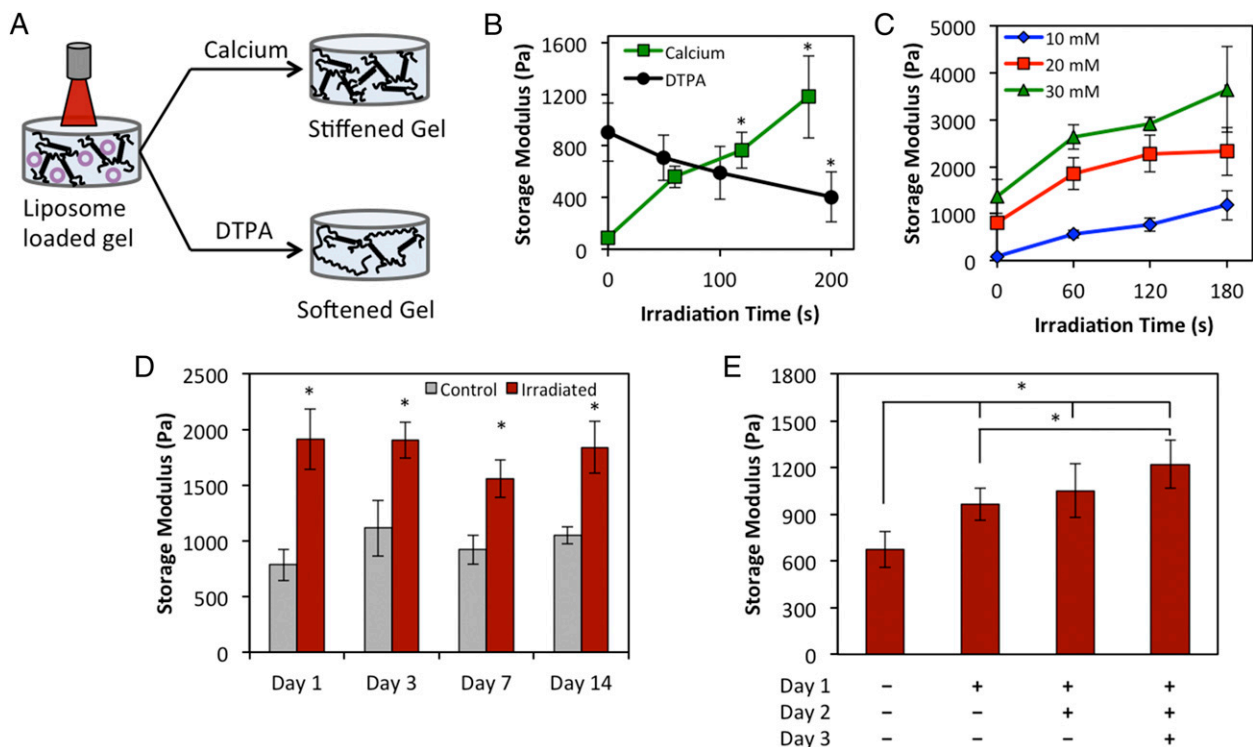 A
Calcium
Stiffened Gel
Liposome
loaded gel
DTPA
Softened Gel
B
Storage Modulus (Pa)
1600
1200
800
400
0
Calcium
DTPA
*
*
*
0
100
200
Irradiation Time (s)
C
Storage Modulus (Pa)
5000
4000
3000
2000
1000
0
10 mM
20 mM
30 mM
0
60
120
180
Irradiation Time (s)
D
Storage Modulus (Pa)
2500
2000
1500
1000
500
0
Control
Irradiated
*
*
*
*
Day 1
Day 3
Day 7
Day 14
E
Storage Modulus (Pa)
1800
1500
1200
900
600
300
0
*
*
Day 1 – + + +
Day 2 – – + +
Day 3 – – – +